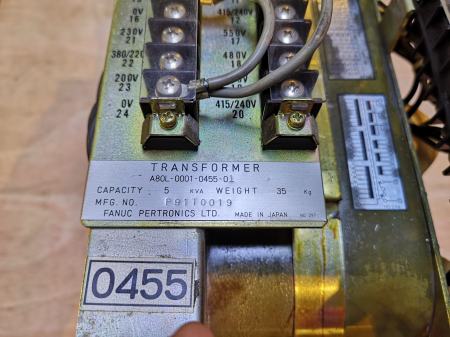 0V 415/240V
16 12
230V 550V
21 17
380/220 480V
22 18
200V
23
0V 415/240V
24 20
TRANSFORMER
A80L-0001-0455-01
CAPACITY 5 KVA WEIGHT 35 Kg
MFG. NO. P9110019
FANUC PERTRONICS LTD. MADE IN JAPAN
0455